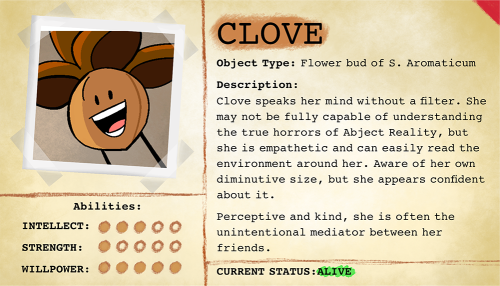 CLOVE
Object Type: Flower bud of S. Aromaticum
Description:
Clove speaks her mind without a filter. She
may not be fully capable of understanding
the true horrors of Abject Reality, but
she is empathetic and can easily read the
environment around her. Aware of her own
diminutive size, but she appears confident
about it.
Perceptive and kind, she is often the
unintentional mediator between her
friends.
CURRENT STATUS:ALIVE
Abilities:
INTELLECT:
STRENGTH:
WILLPOWER: